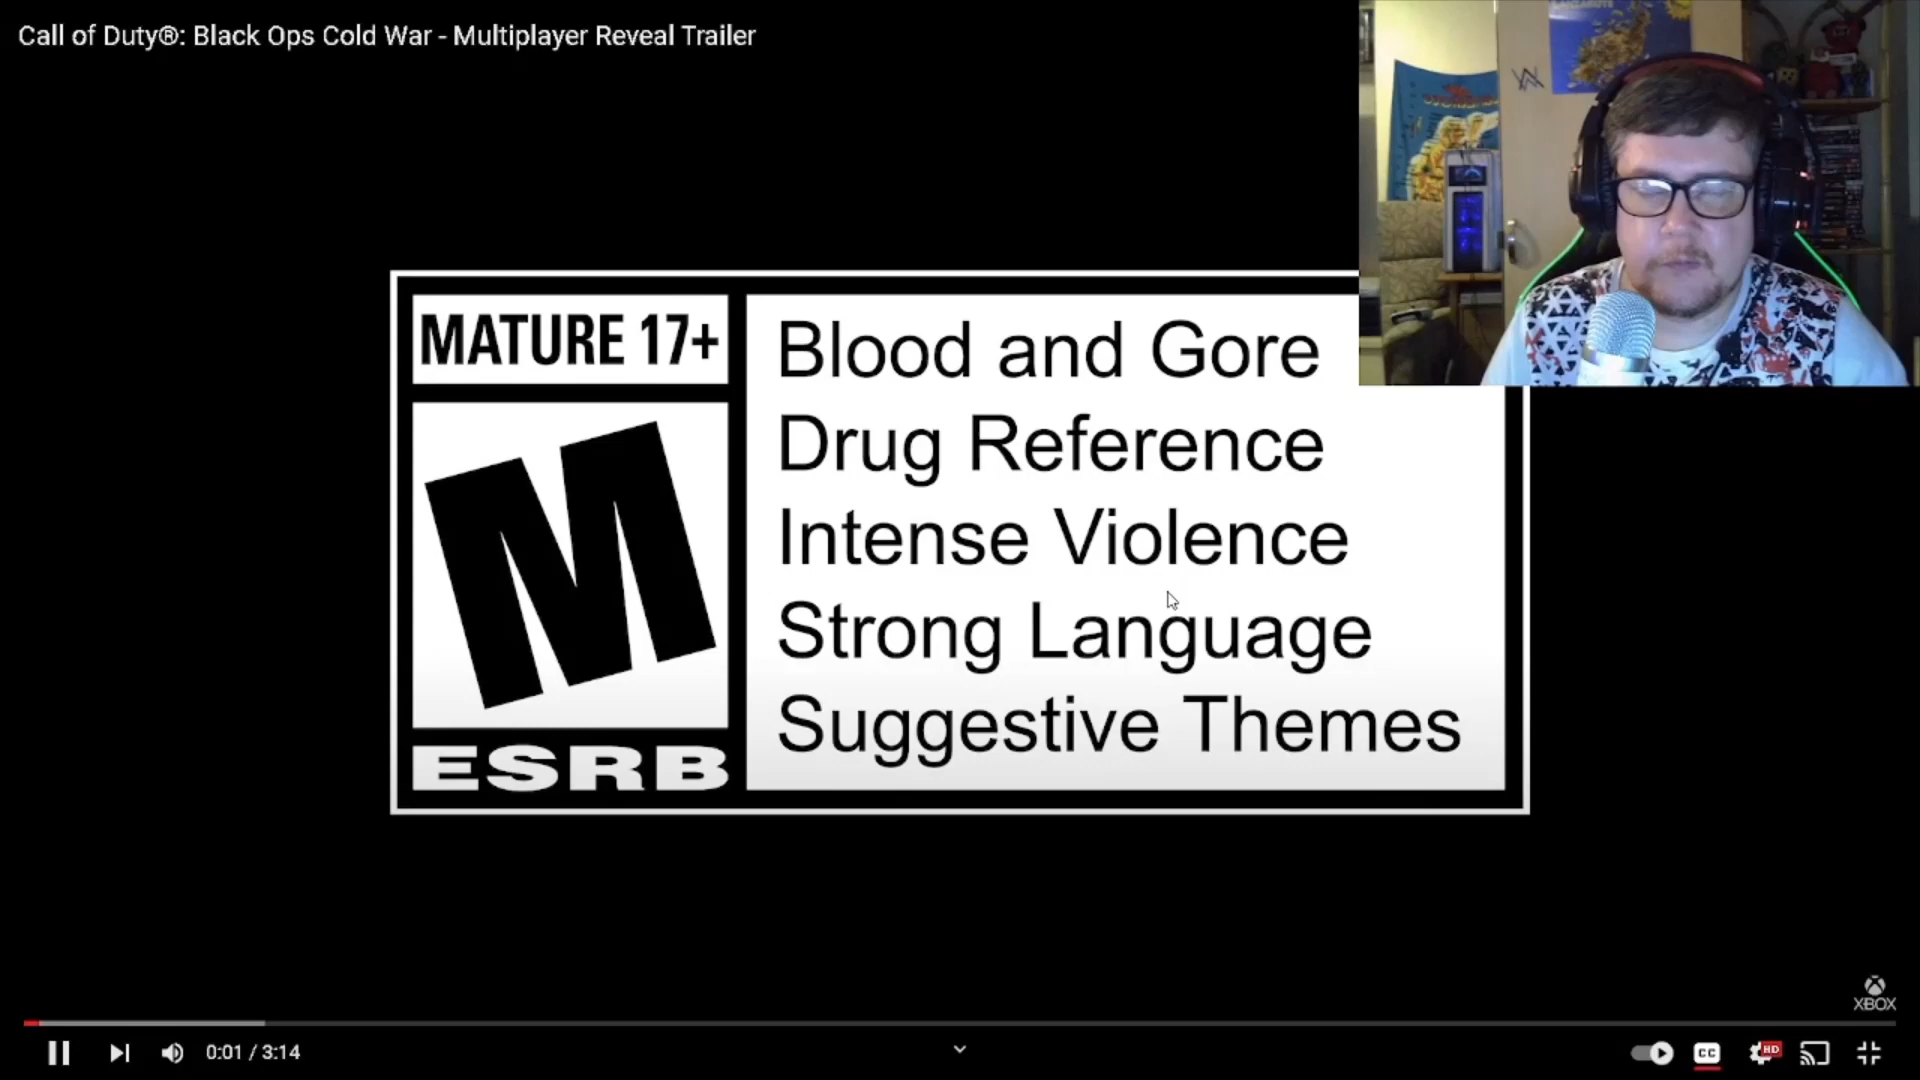 Call of Duty®: Black Ops Cold War - Multiplayer Reveal Trailer
MATURE 17+
M
ESRB
Blood and Gore
Drug Reference
Intense Violence
Strong Language
Suggestive Themes
XBOX
0:01 / 3:14
CC
HD